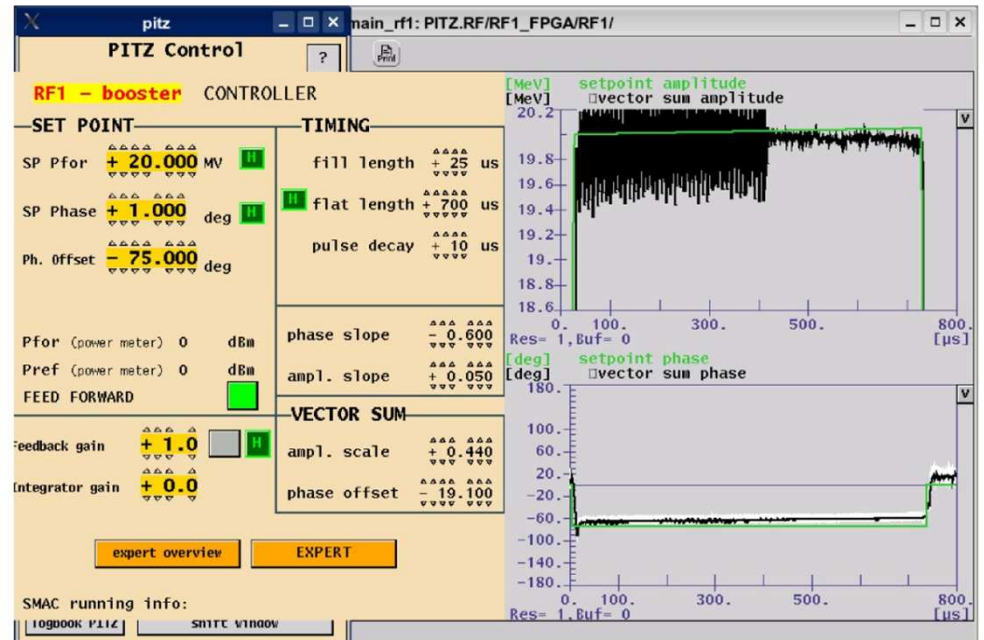 X pitz main_rf1: PITZ.RF/RF1_FPGA/RF1/
PITZ Control ? Print
RF1 - booster CONTROLLER
SET POINT
SP Pfor + 20.000 MV H
SP Phase + 1.000 deg H
Ph. Offset - 75.000 deg
Pfor (power meter) 0 dBm
Pref (power meter) 0 dBm
FEED FORWARD
Feedback gain + 1.0 H
Integrator gain + 0.0
TIMING
fill length + 25 us
H flat length + 700 us
pulse decay + 10 us
phase slope - 0.600
ampl. slope + 0.050
VECTOR SUM
ampl. scale + 0.440
phase offset - 19.100
expert overview EXPERT
SMAC running info:
logbook PITZ shift window
[MeV] setpoint amplitude
[MeV] vector sum amplitude
20.2 V
19.8
19.6
19.4
19.2
19.
18.8
18.6
0. 100. 300. 500. 800.
Res= 1,Buf= 0 [µs]
[deg] setpoint phase
[deg] vector sum phase
180. V
100.
60.
20.
-20.
-60.
-100.
-140.
-180.
0. 100. 300. 500. 800.
Res= 1,Buf= 0 [µs]